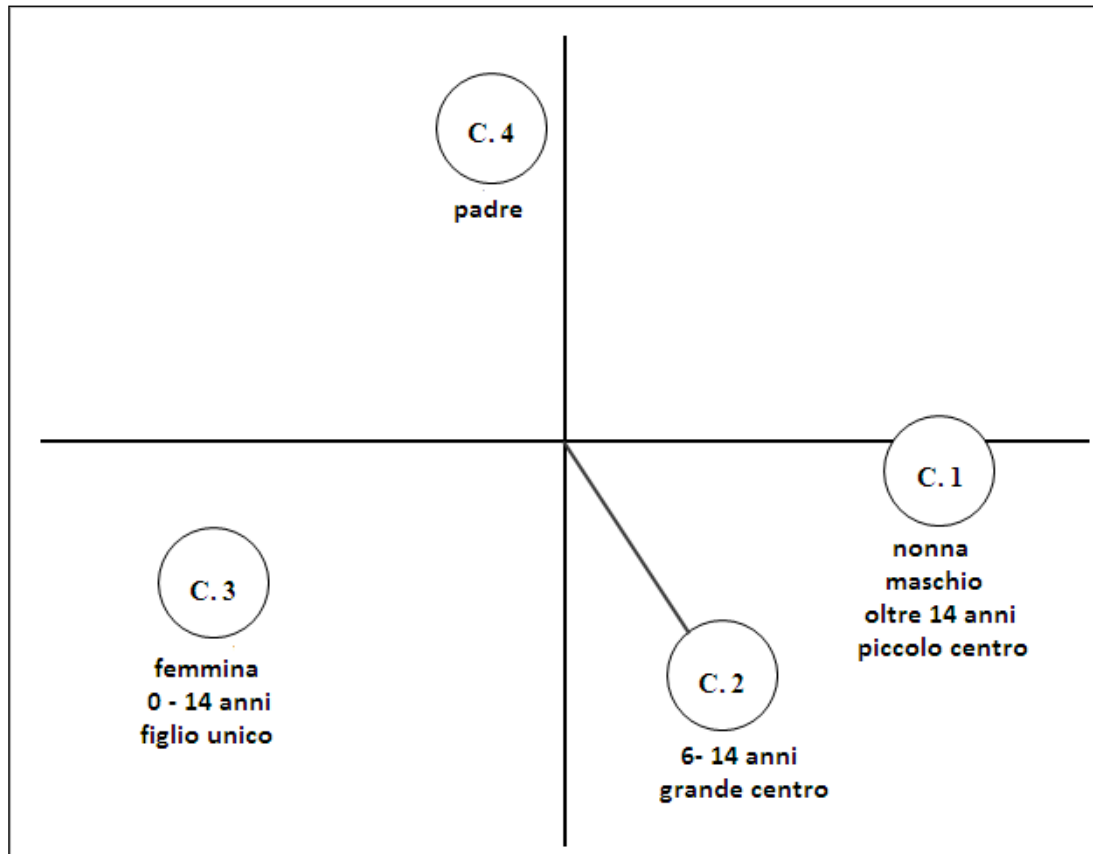 C. 4
padre
C. 1
nonna
maschio
oltre 14 anni
piccolo centro
C. 3
femmina
0 - 14 anni
figlio unico
C. 2
6- 14 anni
grande centro